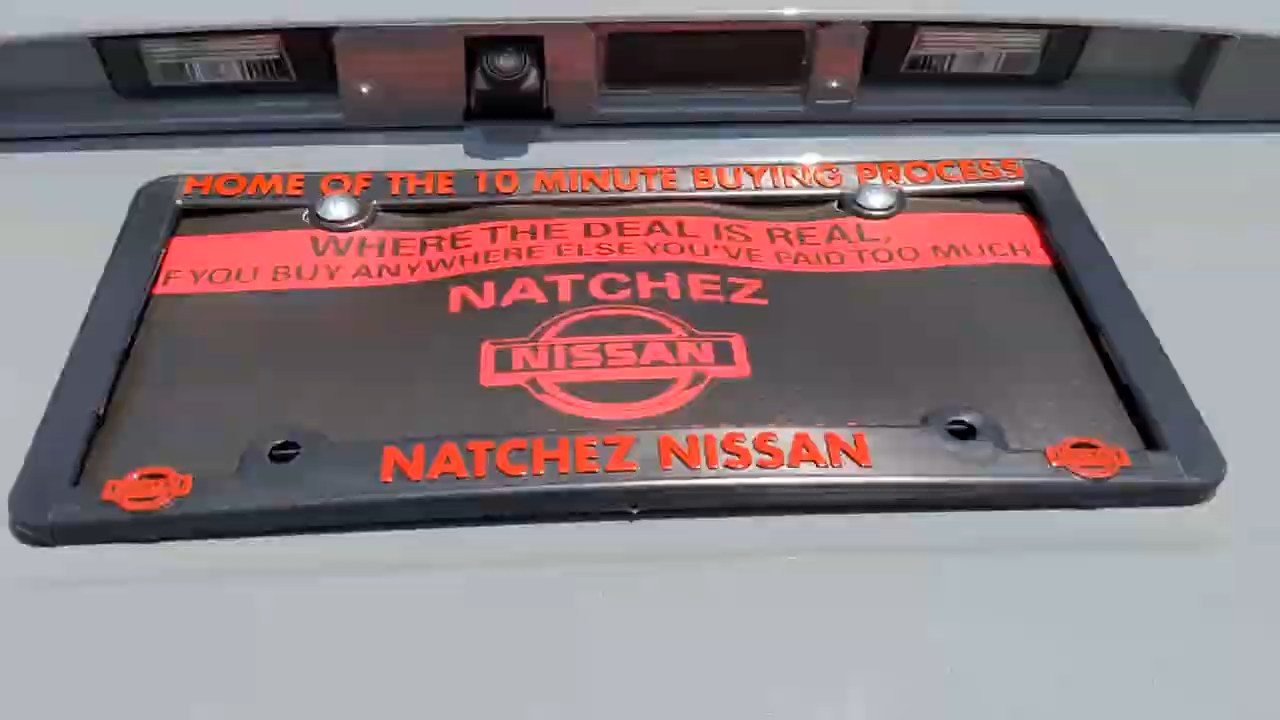 HOME OF THE 10 MINUTE BUYING PROCESS
WHERE THE DEAL IS REAL,
IF YOU BUY ANYWHERE ELSE YOU'VE PAID TOO MUCH
NATCHEZ
NISSAN
NATCHEZ NISSAN